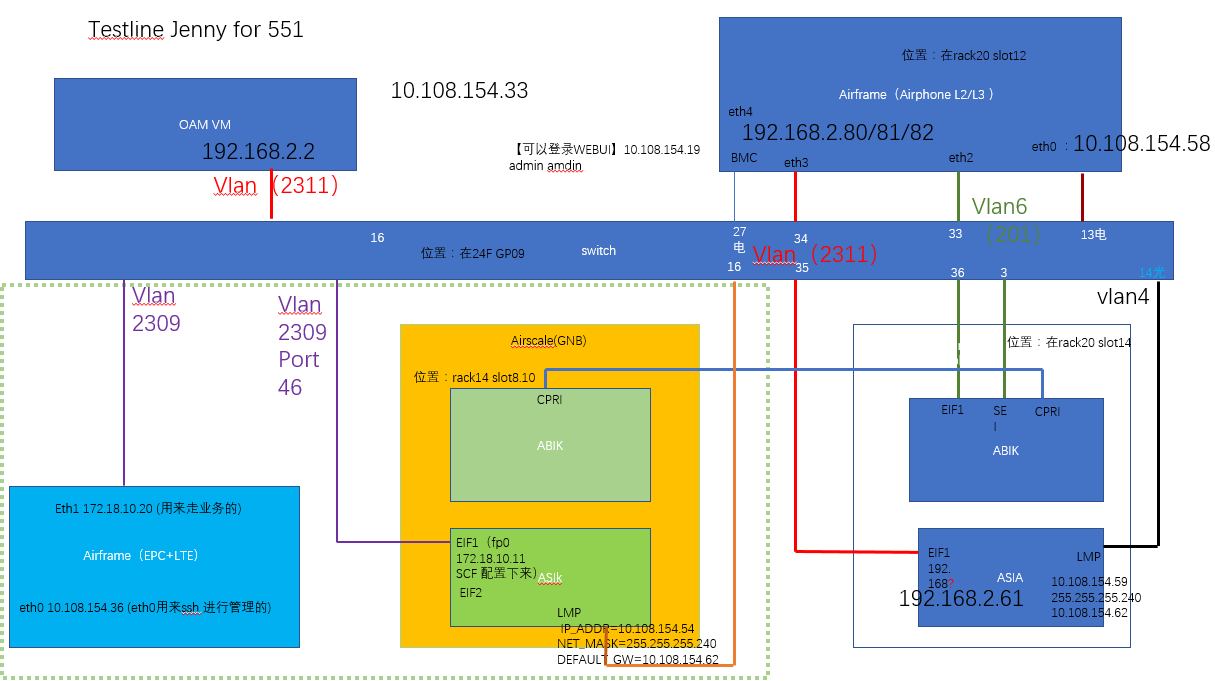 Testline Jenny for 551
10.108.154.33
OAM VM
192.168.2.2
Vlan（2311）
【可以登录WEBUI】10.108.154.19
admin amdin
位置：在rack20 slot12
Airframe（Airphone L2/L3 ）
eth4
192.168.2.80/81/82
BMC
eth3
eth2
eth0 ：10.108.154.58
Vlan6
（201）
16
位置：在24F GP09
switch
27
电
16
34
35
Vlan（2311）
33
36
3
13电
14光
vlan4
Vlan
2309
Vlan
2309
Port
46
Airscale(GNB)
位置：rack14 slot8.10
CPRI
ABIK
位置：在rack20 slot14
EIF1
SE
I
CPRI
ABIK
Eth1 172.18.10.20 (用来走业务的)
Airframe（EPC+LTE）
eth0 10.108.154.36 (eth0用来ssh 进行管理的)
EIF1（fp0
172.18.10.11
SCF 配置下来）
ASIk
EIF2
LMP
IP_ADDR=10.108.154.54
NET_MASK=255.255.255.240
DEFAULT_GW=10.108.154.62
EIF1
192.
168?
ASIA
192.168.2.61
LMP
10.108.154.59
255.255.255.240
10.108.154.62